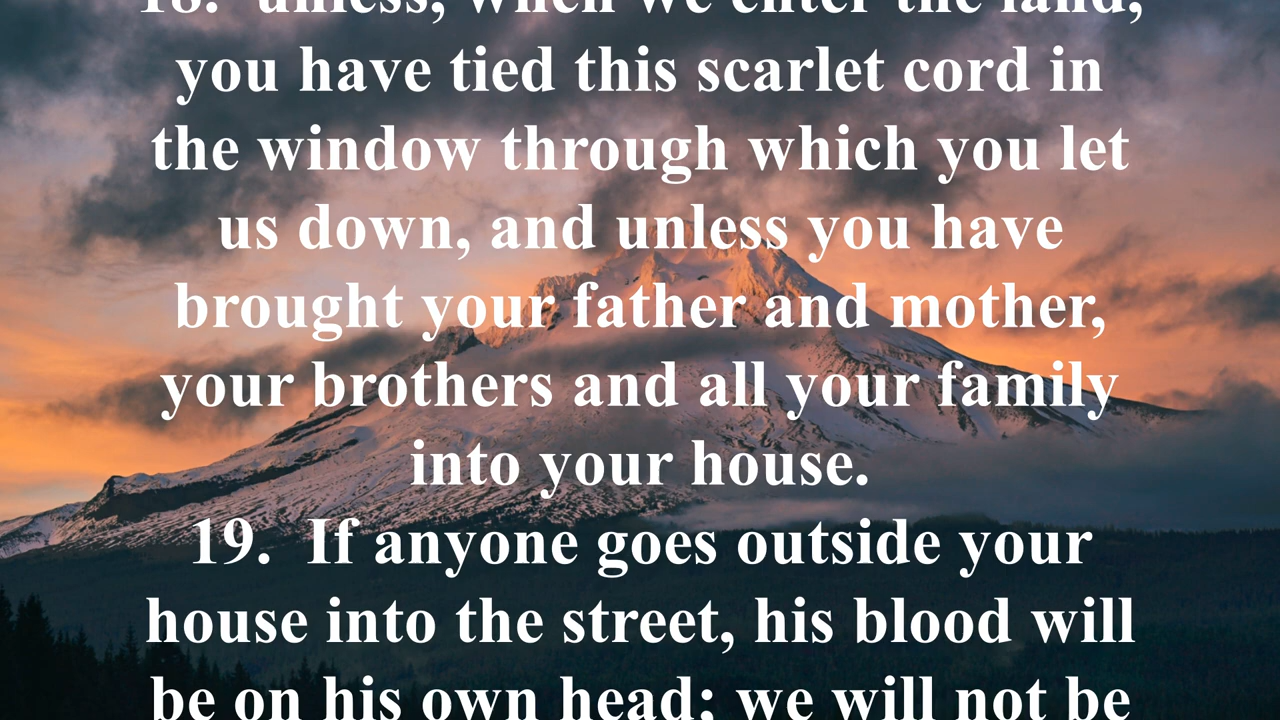 18.  unless, when we enter the land,
you have tied this scarlet cord in
the window through which you let
us down, and unless you have
brought your father and mother,
your brothers and all your family
into your house.
19.  If anyone goes outside your
house into the street, his blood will
be on his own head; we will not be